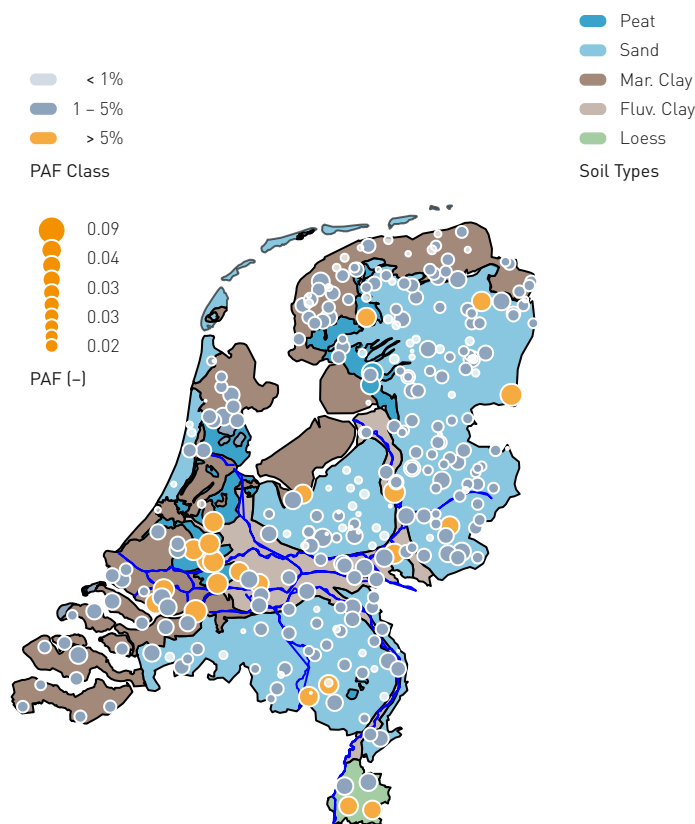 Peat
Sand
Mar. Clay
Fluv. Clay
Loess
Soil Types
< 1%
1 – 5%
> 5%
PAF Class
0.09
0.04
0.03
0.03
0.02
PAF (–)